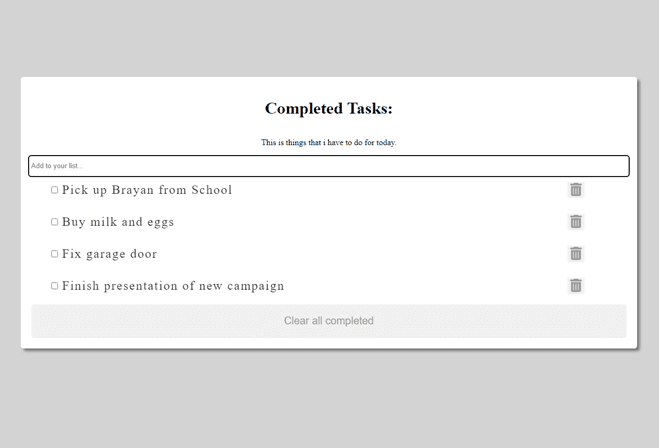 Completed Tasks:
This is things that i have to do for today.
Add to your list...
Pick up Brayan from School
Buy milk and eggs
Fix garage door
Finish presentation of new campaign
Clear all completed